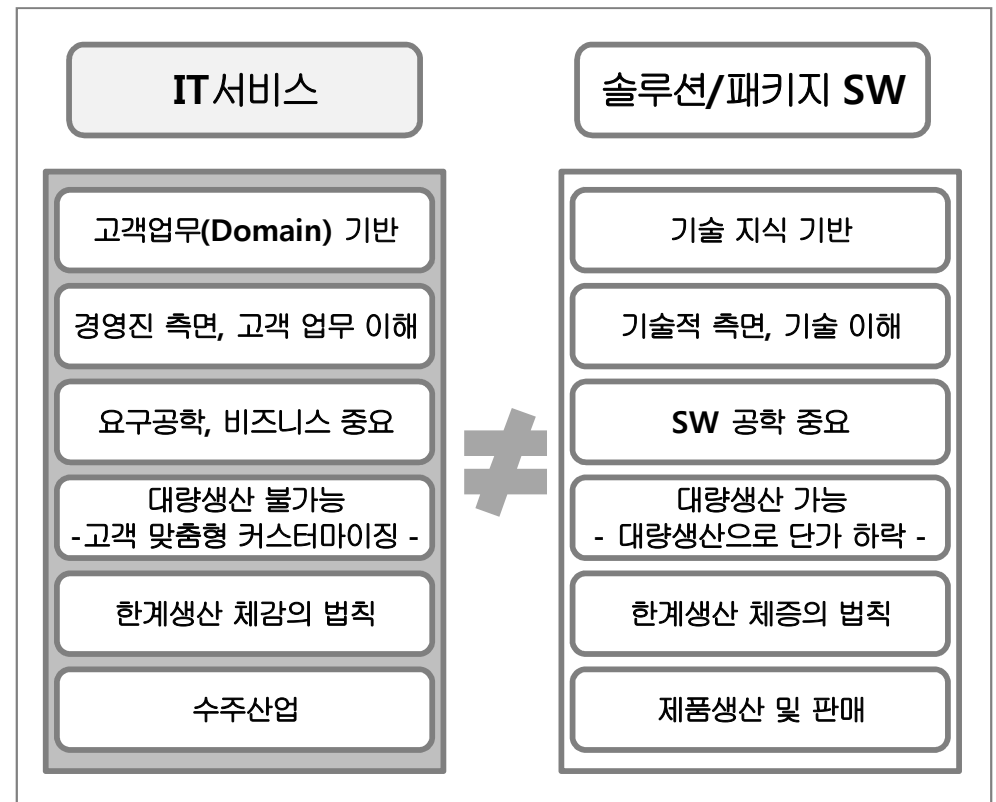 IT서비스
고객업무(Domain) 기반
경영진 측면, 고객 업무 이해
요구공학, 비즈니스 중요
대량생산 불가능
-고객 맞춤형 커스터마이징 -
한계생산 체감의 법칙
수주산업
≠
솔루션/패키지 SW
기술 지식 기반
기술적 측면, 기술 이해
SW 공학 중요
대량생산 가능
- 대량생산으로 단가 하락 -
한계생산 체증의 법칙
제품생산 및 판매